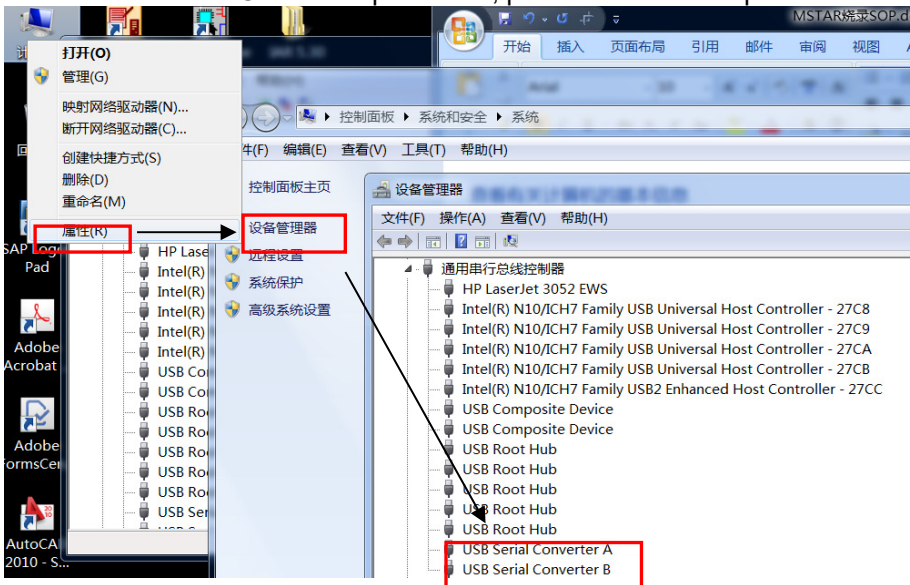 MSTAR烧录SOP.d
开始 插入 页面布局 引用 邮件 审阅 视图
打开(O)
管理(G)
映射网络驱动器(N)...
断开网络驱动器(C)...
创建快捷方式(S)
删除(D)
重命名(M)
属性(R)
控制面板 ▸ 系统和安全 ▸ 系统
编辑(E) 查看(V) 工具(T) 帮助(H)
控制面板主页
设备管理器
远程设置
系统保护
高级系统设置
设备管理器
文件(F) 操作(A) 查看(V) 帮助(H)
通用串行总线控制器
HP LaserJet 3052 EWS
Intel(R) N10/ICH7 Family USB Universal Host Controller - 27C8
Intel(R) N10/ICH7 Family USB Universal Host Controller - 27C9
Intel(R) N10/ICH7 Family USB Universal Host Controller - 27CA
Intel(R) N10/ICH7 Family USB Universal Host Controller - 27CB
Intel(R) N10/ICH7 Family USB2 Enhanced Host Controller - 27CC
USB Composite Device
USB Composite Device
USB Root Hub
USB Root Hub
USB Root Hub
USB Root Hub
USB Root Hub
USB Serial Converter A
USB Serial Converter B
HP Lase
Intel(R)
Intel(R)
Intel(R)
Intel(R)
Intel(R)
USB Co
USB Co
USB Ro
USB Ro
USB Ro
USB Ro
USB Ro
USB Ser
Pad
Adobe
Acrobat
Adobe
FormsCe
AutoCA
2010 - S...